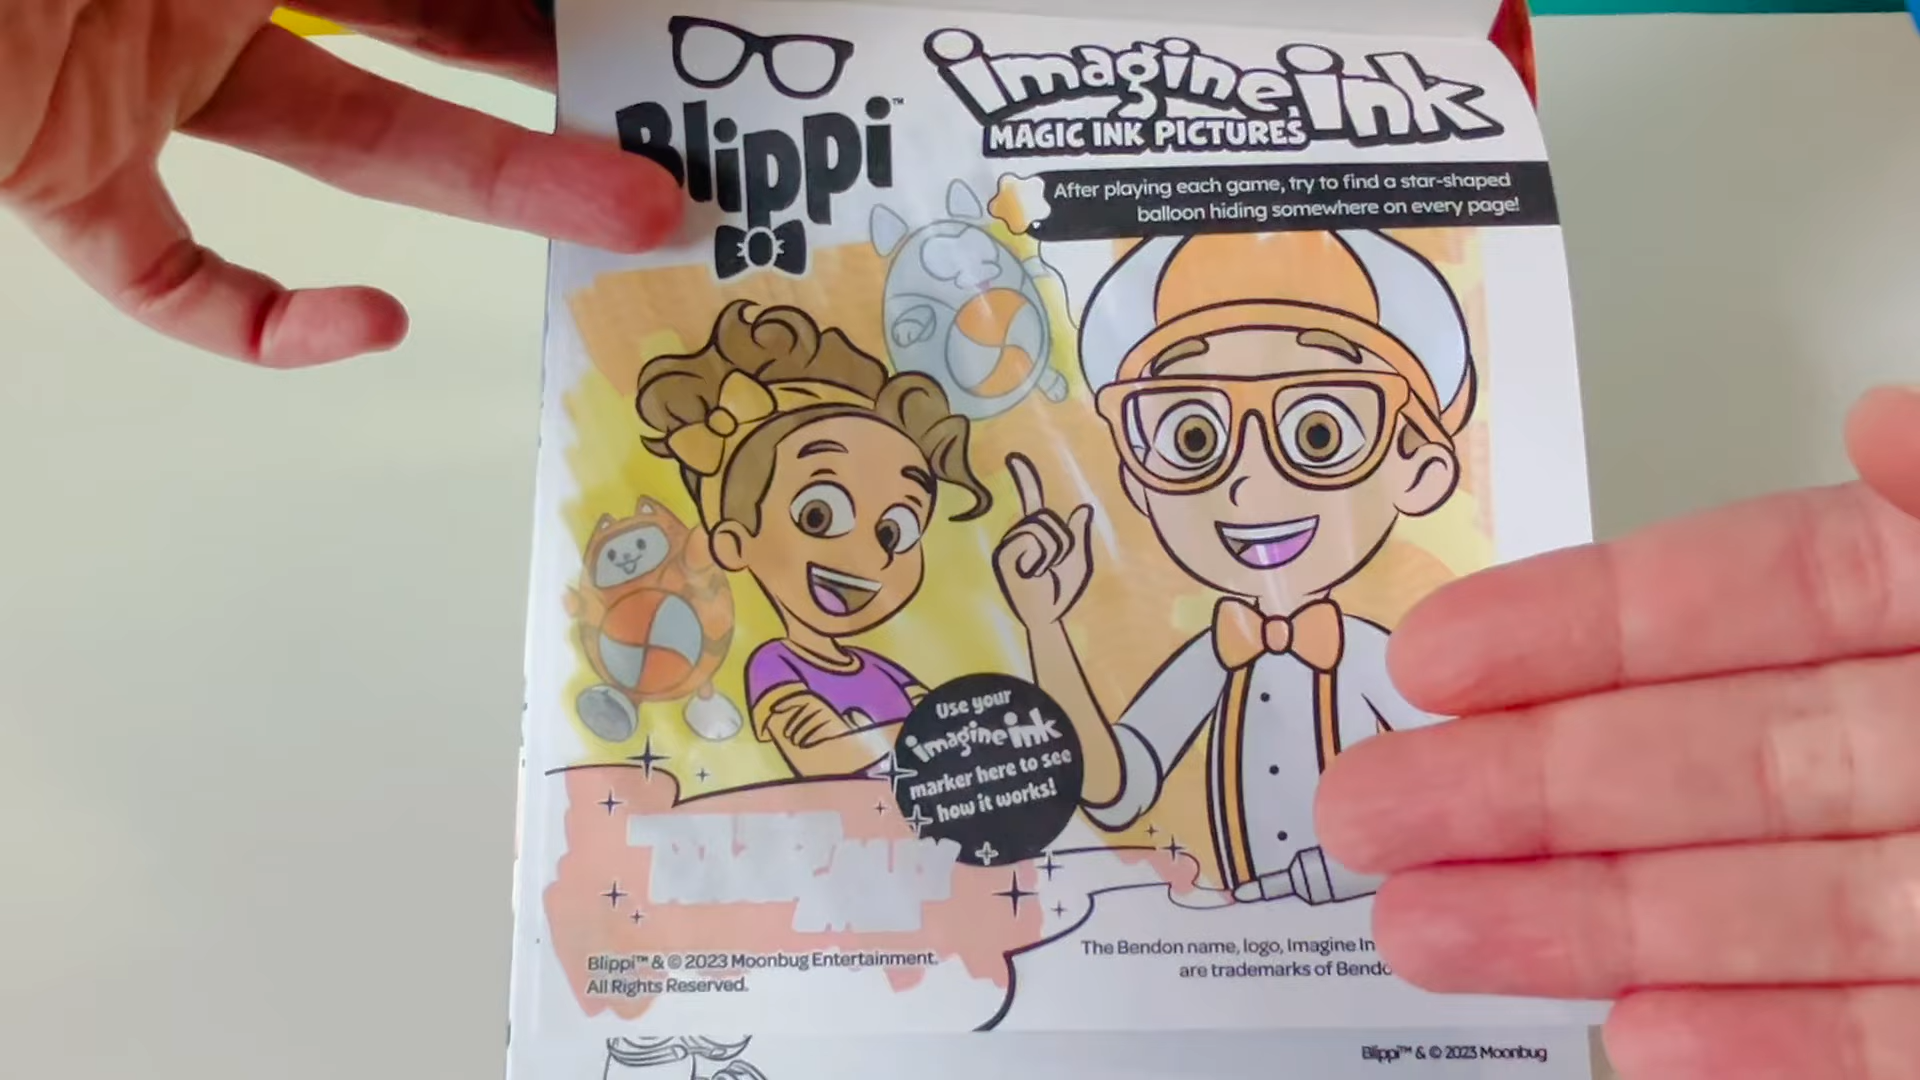 Blippi™
imagine ink
MAGIC INK PICTURES
After playing each game, try to find a star-shaped
balloon hiding somewhere on every page!
Use your
imagine ink
marker here to see
how it works!
Blippi™ & © 2023 Moonbug Entertainment.
All Rights Reserved.
The Bendon name, logo, Imagine In
are trademarks of Bendo
Blippi™ & © 2023 Moonbug